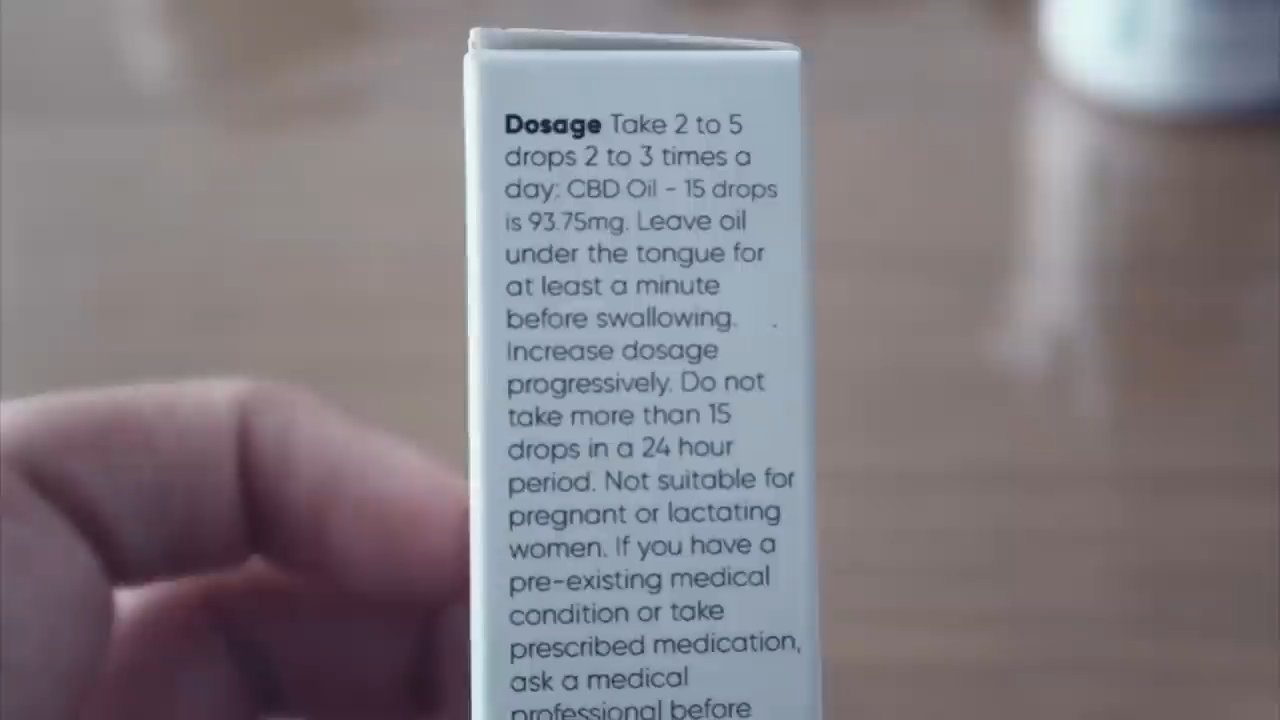 Dosage Take 2 to 5
drops 2 to 3 times a
day: CBD Oil - 15 drops
is 93.75mg. Leave oil
under the tongue for
at least a minute
before swallowing.
Increase dosage
progressively. Do not
take more than 15
drops in a 24 hour
period. Not suitable for
pregnant or lactating
women. If you have a
pre-existing medical
condition or take
prescribed medication,
ask a medical
professional before